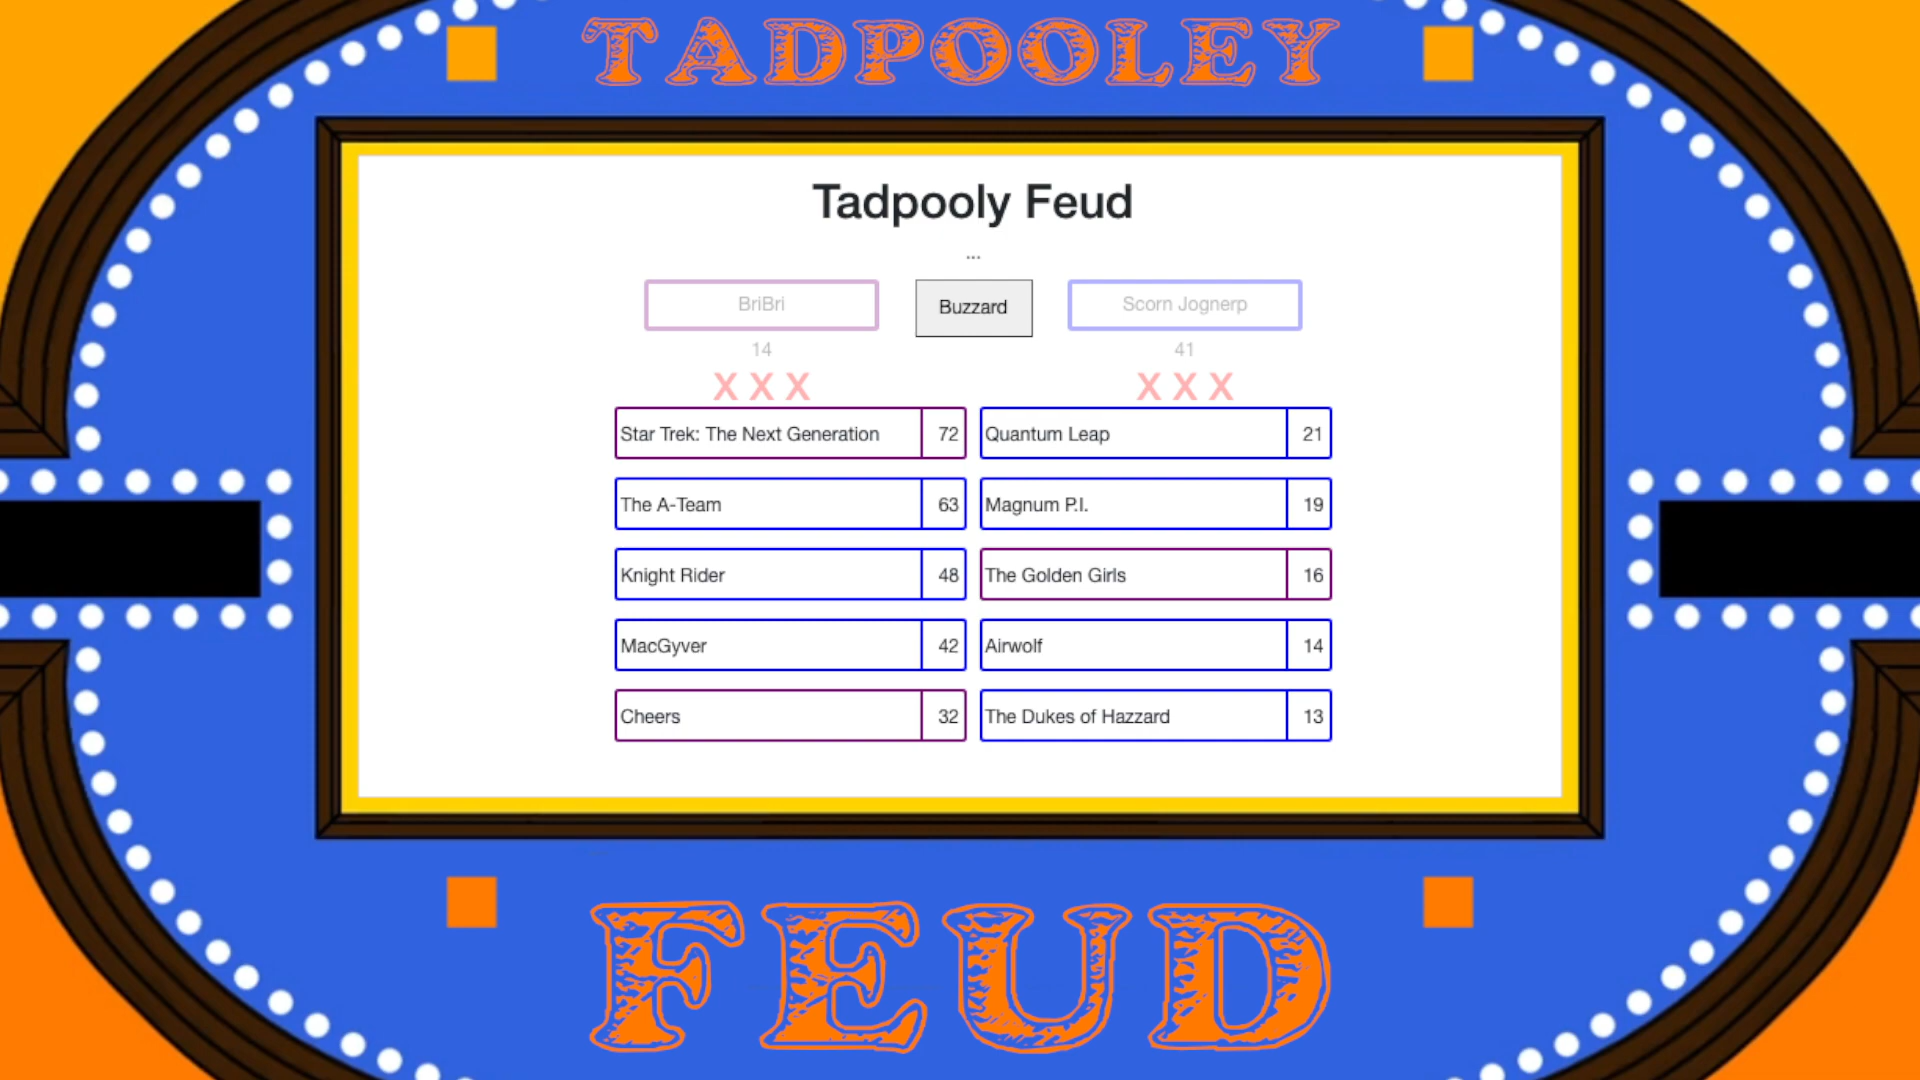 TADPOOLEY
Tadpooly Feud
...
BriBri
Buzzard
Scorn Jognerp
14
41
X X X
X X X
Star Trek: The Next Generation 72
Quantum Leap 21
The A-Team 63
Magnum P.I. 19
Knight Rider 48
The Golden Girls 16
MacGyver 42
Airwolf 14
Cheers 32
The Dukes of Hazzard 13
FEUD